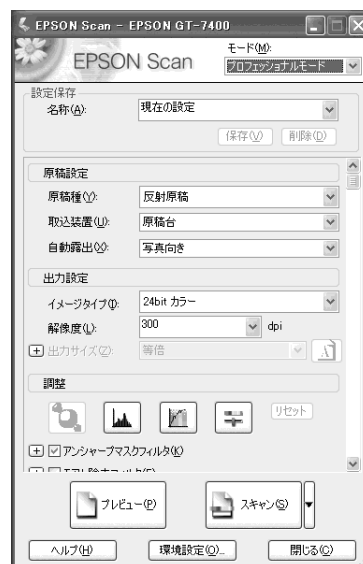 EPSON Scan - EPSON GT-7400
EPSON Scan
モード(M):
プロフェッショナルモード
設定保存
名称(A):
現在の設定
保存(V)
削除(D)
原稿設定
原稿種(Y):
反射原稿
取込装置(U):
原稿台
自動露出(X):
写真向き
出力設定
イメージタイプ(I):
24bit カラー
解像度(L):
300
dpi
出力サイズ(Z):
等倍
調整
リセット
アンシャープマスクフィルタ(K)
プレビュー(P)
スキャン(S)
ヘルプ(H)
環境設定(O)...
閉じる(C)